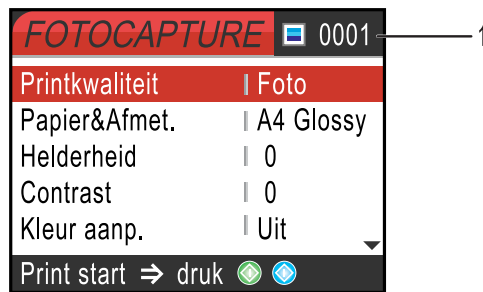 FOTOCAPTURE 0001 1
Printkwaliteit Foto
Papier&Afmet. A4 Glossy
Helderheid 0
Contrast 0
Kleur aanp. Uit
Print start ⇒ druk